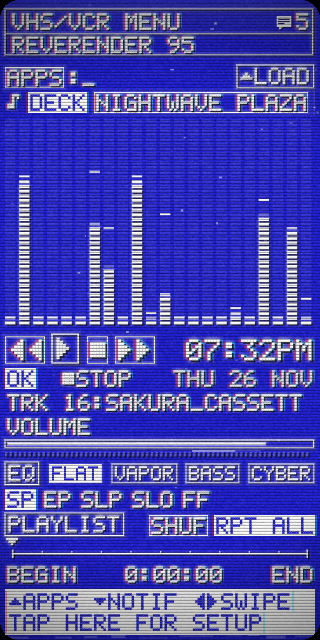 VHS/VCR MENU 5
REVERENDER 95
APPS:_ LOAD
DECK NIGHTWAVE PLAZA
07:32PM
OK STOP THU 26 NOV
TRK 16:SAKURA_CASSETT
VOLUME
EQ FLAT VAPOR BASS CYBER
SP EP SLP SLO FF
PLAYLIST SHUF RPT ALL
BEGIN 0:00:00 END
APPS NOTIF SWIPE
TAP HERE FOR SETUP